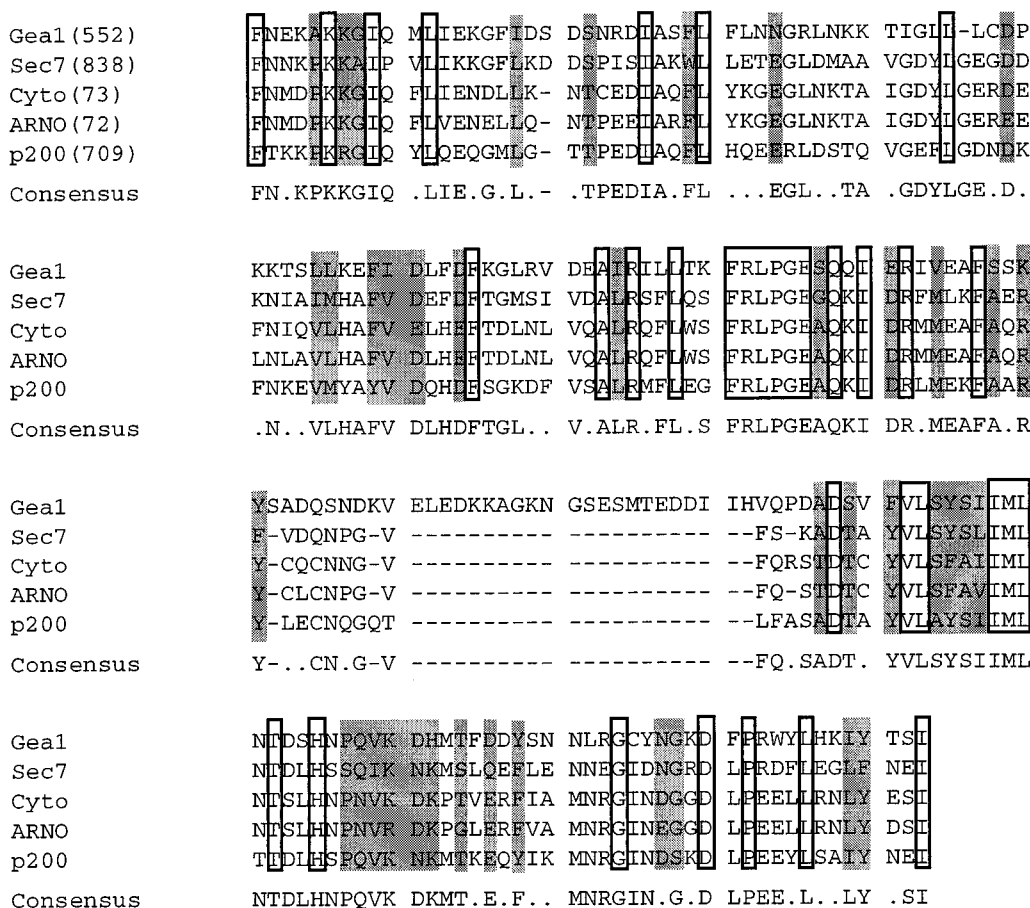 Gea1(552) FNEKAKKGIQ MLIEKGFIDS DSNRDIASFL FLNNGRLNKK TIGLL-LCDP
Sec7(838) FNNKPKKAIP VLIKKGFLKD DSPISIAKWL LETEGLDMAA VGDYLGEGDD
Cyto(73) FNMDPKKGIQ FLIENDLLK- NTCEDIAQFL YKGEGLNKTA IGDYLGERDE
ARNO(72) FNMDPKKGIQ FLVENELLQ- NTPEEIARFL YKGEGLNKTA IGDYLGEREE
p200(709) FTKKPKRGIQ YLQEQGMLG- TTPEDIAQFL HQEERLDSTQ VGEFLGDNDK
Consensus FN.KPKKGIQ .LIE.G.L.- .TPEDIA.FL ...EGL..TA .GDYLGE.D.
Gea1 KKTSLLKEFI DLFDFKGLRV DEAIRILLTK FRLPGESQQI ERIVEAFSSK
Sec7 KNIAIMHAFV DEFDFTGMSI VDALRSFLQS FRLPGEGQKI DRFMLKFAER
Cyto FNIQVLHAFV ELHEFTDLNL VQALRQFLWS FRLPGEAQKI DRMMEAFAQR
ARNO LNLAVLHAFV DLHEFTDLNL VQALRQFLWS FRLPGEAQKI DRMMEAFAQR
p200 FNKEVMYAYV DQHDFSGKDF VSALRMFLEG FRLPGEAQKI DRLMEKFAAR
Consensus .N..VLHAFV DLHDFTGL.. V.ALR.FL.S FRLPGEAQKI DR.MEAFA.R
Gea1 YSADQSNDKV ELEDKKAGKN GSESMTEDDI IHVQPDADSV FVLSYSIIML
Sec7 F-VDQNPG-V ---------- ---------- ---FS-KADTA YVLSYSLIML
Cyto Y-CQCNNG-V ---------- ---------- ---FQRSTDTC YVLSFAIIML
ARNO Y-CLCNPG-V ---------- ---------- ---FQ-STDTC YVLSFAVIML
p200 Y-LECNQGQT ---------- ---------- ---LFASADTA YVLAYSIIML
Consensus Y-..CN.G-V ---------- ---------- ---FQ.SADT. YVLSYSIIML
Gea1 NTDSHNPQVK DHMTFDDYSN NLRGCYNGKD FPRWYLHKIY TSI
Sec7 NTDLHSSQIK NKMSLQEFLE NNEGIDNGRD LPRDFLEGLF NEI
Cyto NTSLHNPNVK DKPTVERFIA MNRGINDGGD LPEELLRNLY ESI
ARNO NTSLHNPNVR DKPGLERFVA MNRGINEGGD LPEELLRNLY DSI
p200 TTDLHSPQVK NKMTKEQYIK MNRGINDSKD LPEEYLSAIY NEI
Consensus NTDLHNPQVK DKMT.E.F.. MNRGIN.G.D LPEE.L..LY .SI